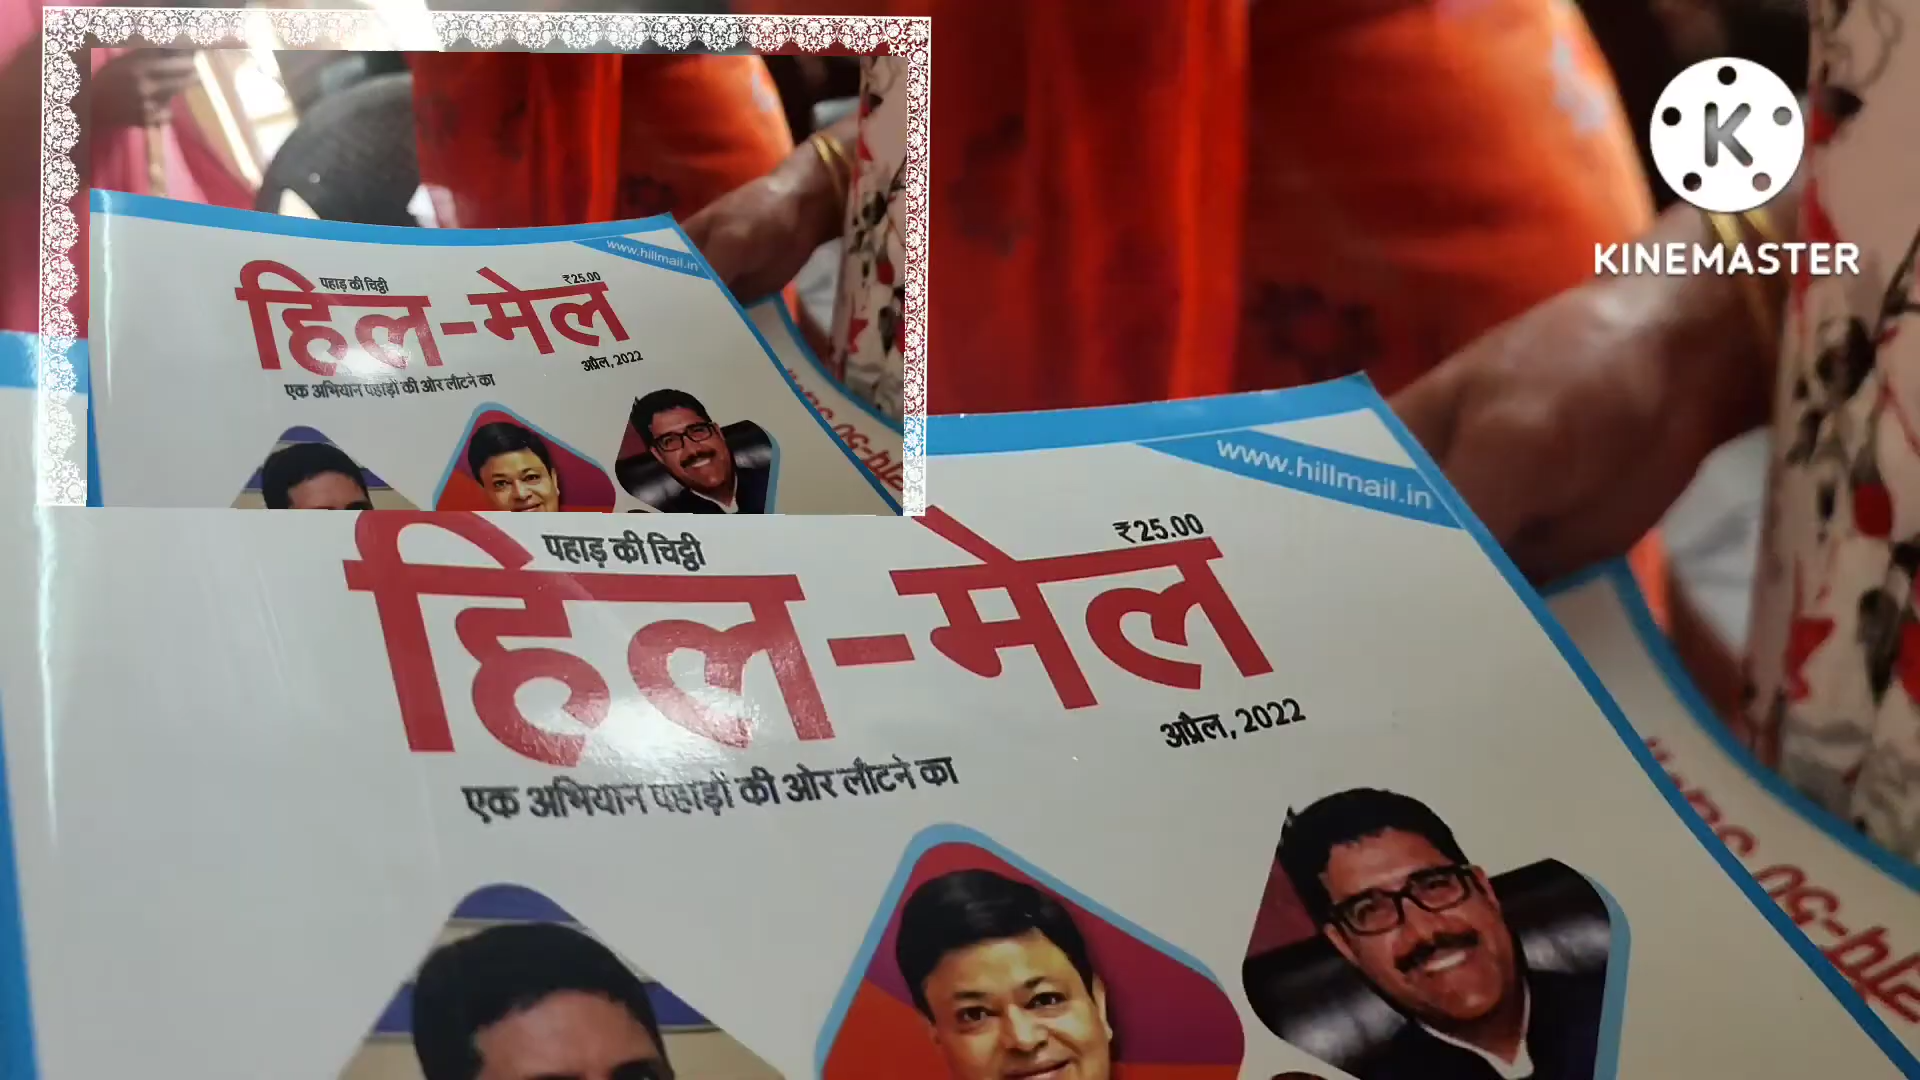 www.hillmail.in
पहाड़ की चिट्ठी
₹25.00
हिल-मेल
अप्रैल, 2022
एक अभियान पहाड़ों की ओर लौटने का
K
KINEMASTER
www.hillmail.in
पहाड़ की चिट्ठी
₹25.00
हिल-मेल
अप्रैल, 2022
एक अभियान पहाड़ों की ओर लौटने का